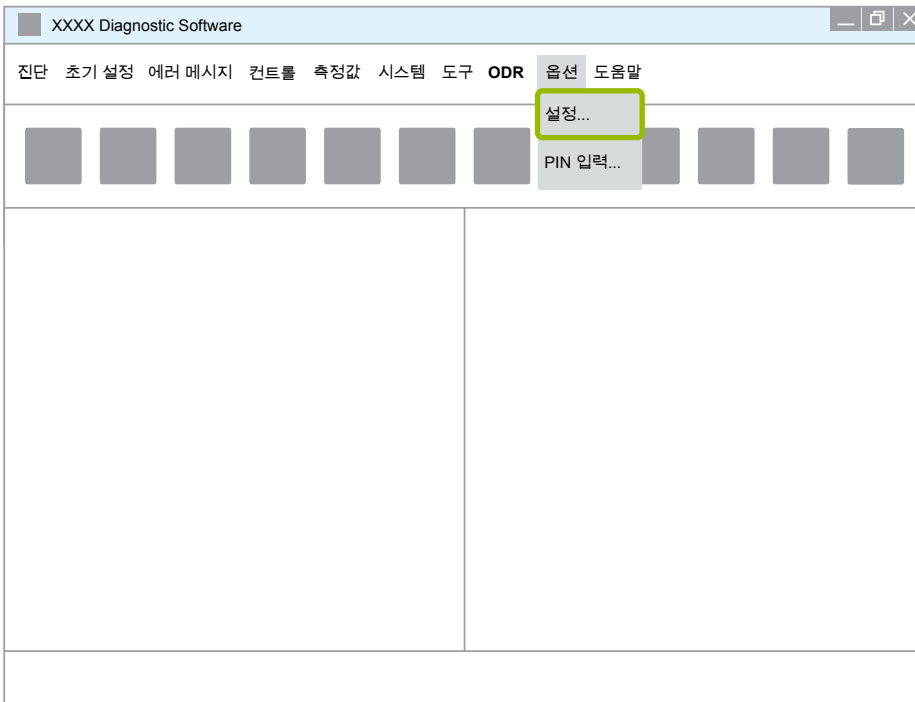 XXXX Diagnostic Software
진단 초기 설정 에러 메시지 컨트롤 측정값 시스템 도구 ODR 옵션 도움말
설정...
PIN 입력...